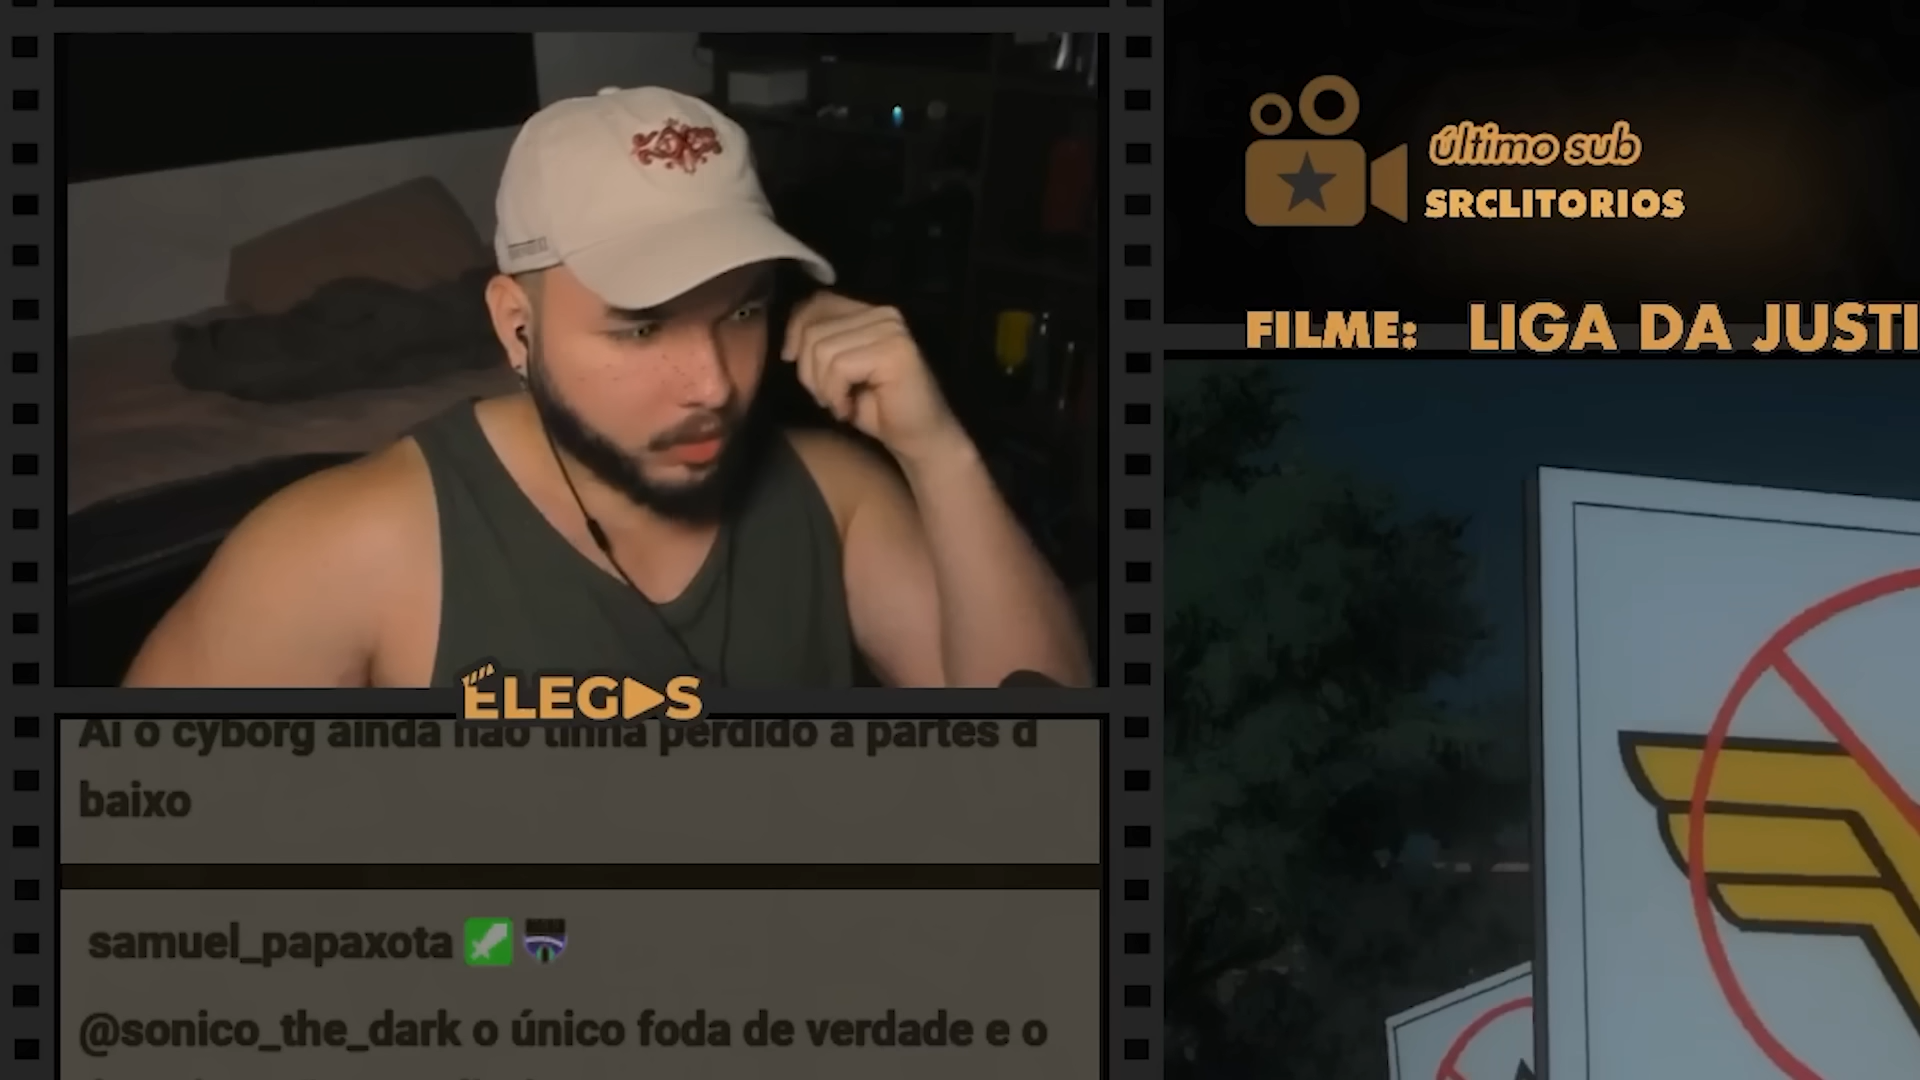 último sub
SRCLITORIOS
FILME: LIGA DA JUSTI
ELEGOS
Ai o cyborg ainda não tinha perdido a partes d
baixo
samuel_papaxota
@sonico_the_dark o único foda de verdade e o